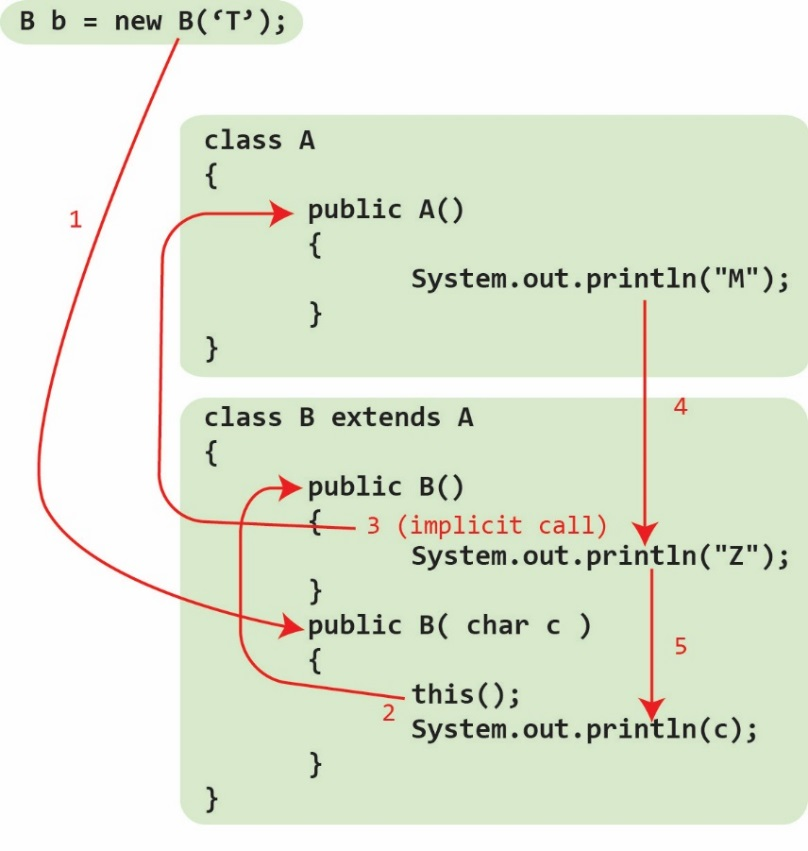 B b = new B(‘T’);
class A
{
public A()
{
System.out.println("M");
}
}
1
4
class B extends A
{
public B()
{ 3 (implicit call)
System.out.println("Z");
}
public B( char c )
{
5
this();
2
System.out.println(c);
}
}